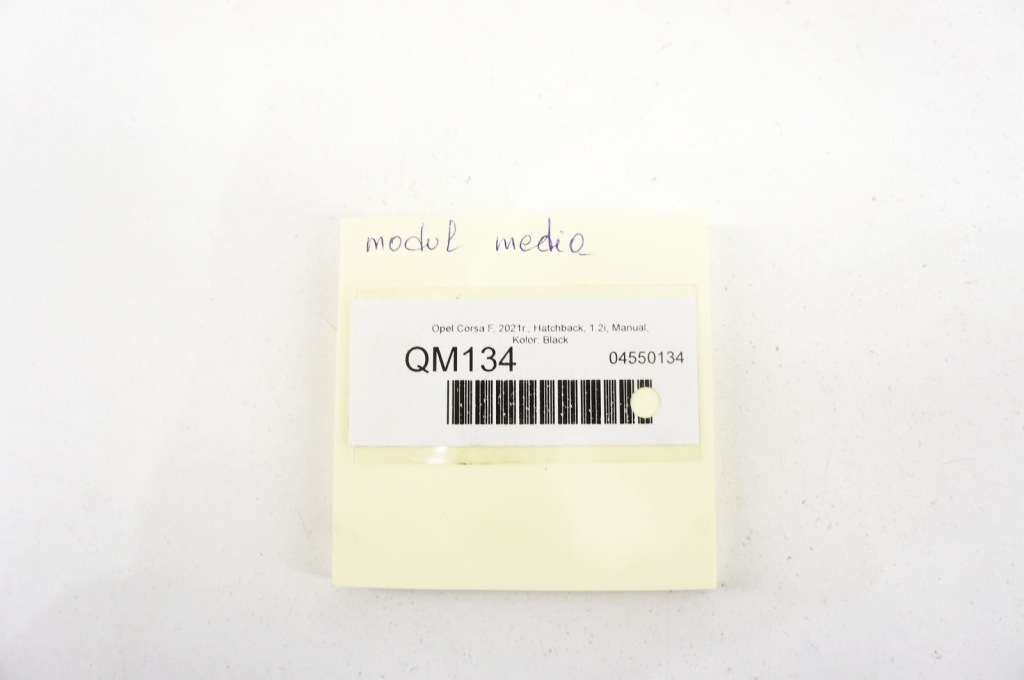 modul media
Opel Corsa F, 2021r., Hatchback, 1.2i, Manual,
Kolor: Black
QM134 04550134